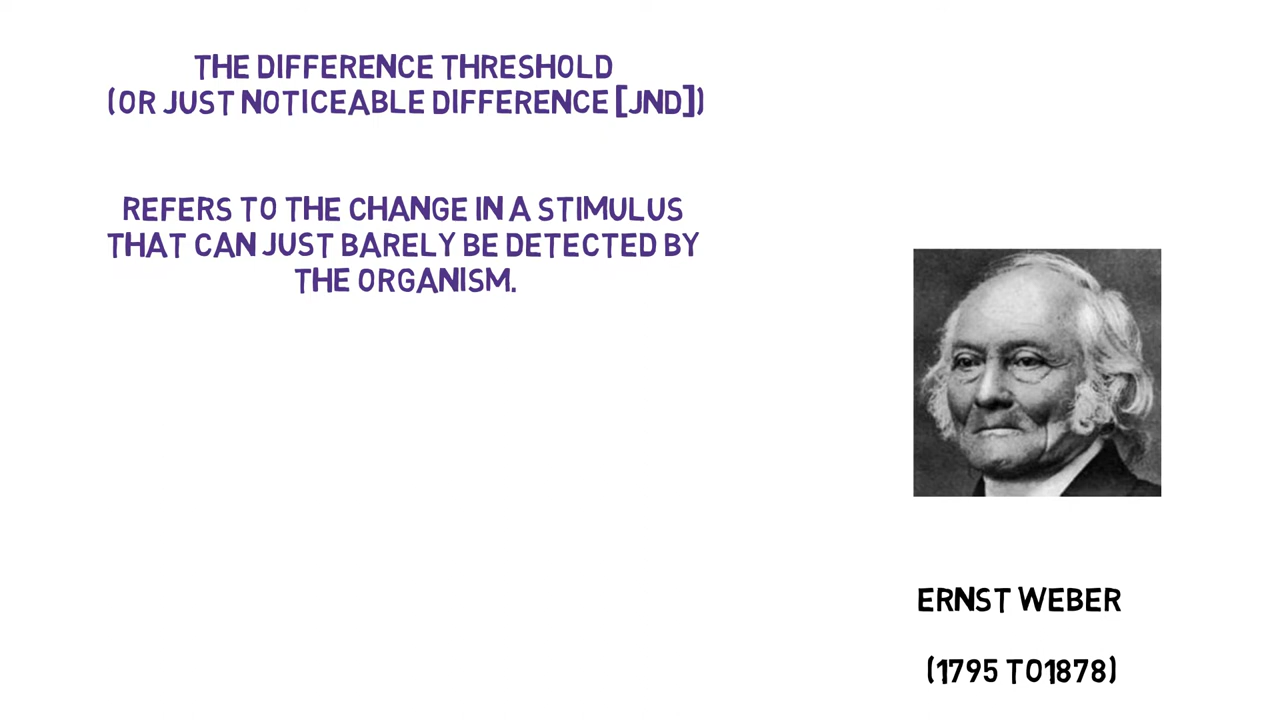 THE DIFFERENCE THRESHOLD
(OR JUST NOTICEABLE DIFFERENCE [JND])
REFERS TO THE CHANGE IN A STIMULUS
THAT CAN JUST BARELY BE DETECTED BY
THE ORGANISM.
ERNST WEBER
(1795 TO1878)